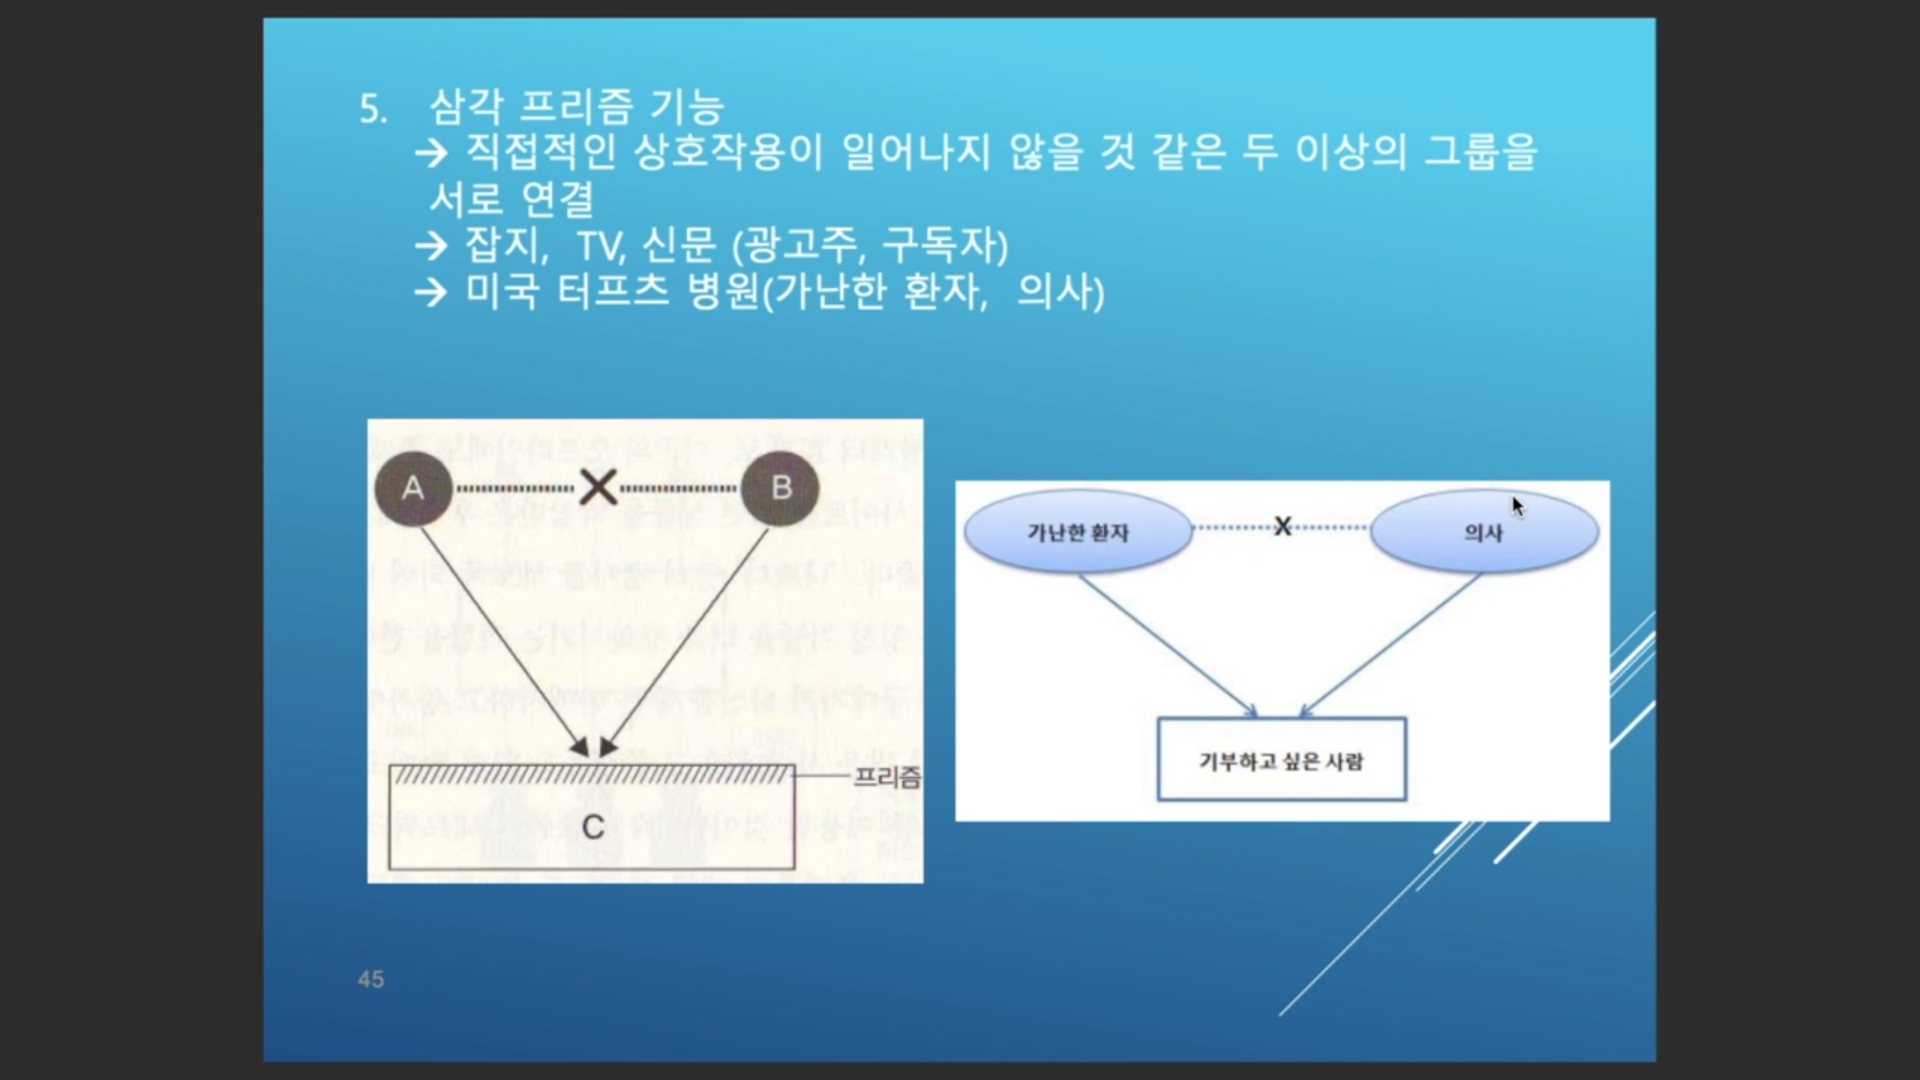 5. 삼각 프리즘 기능
→ 직접적인 상호작용이 일어나지 않을 것 같은 두 이상의 그룹을
서로 연결
→ 잡지, TV, 신문 (광고주, 구독자)
→ 미국 터프츠 병원(가난한 환자, 의사)
A X B
프리즘
C
가난한 환자 X 의사
기부하고 싶은 사람
45